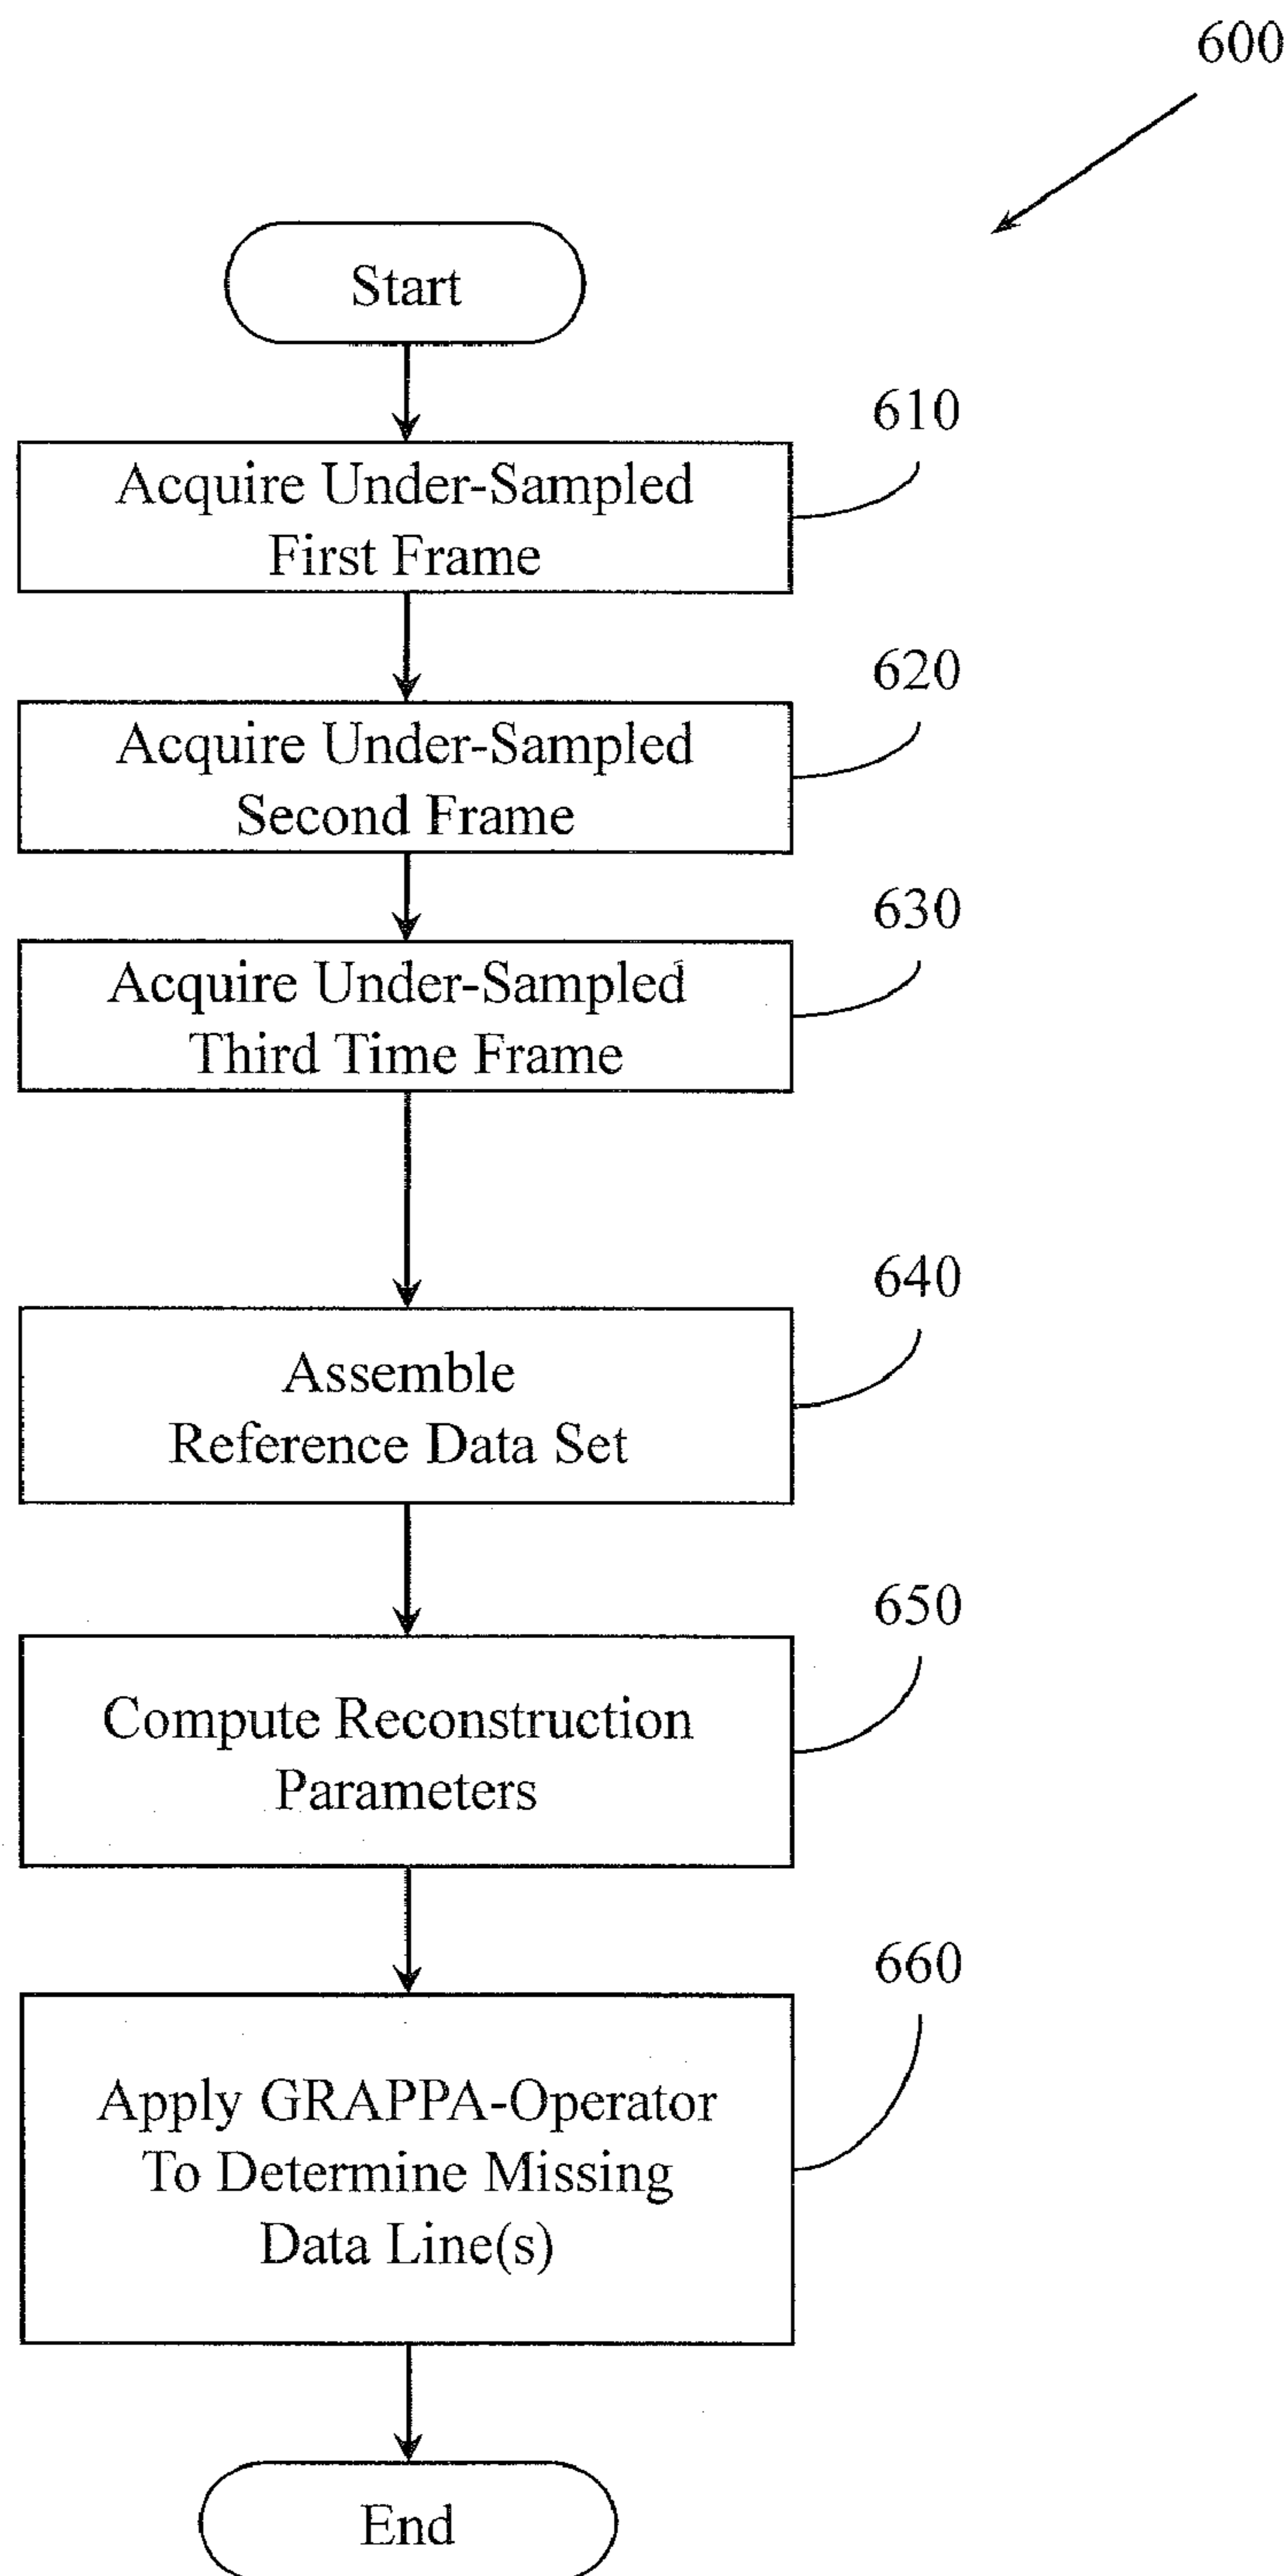 600
Start
610
Acquire Under-Sampled
First Frame
620
Acquire Under-Sampled
Second Frame
630
Acquire Under-Sampled
Third Time Frame
640
Assemble
Reference Data Set
650
Compute Reconstruction
Parameters
660
Apply GRAPPA-Operator
To Determine Missing
Data Line(s)
End